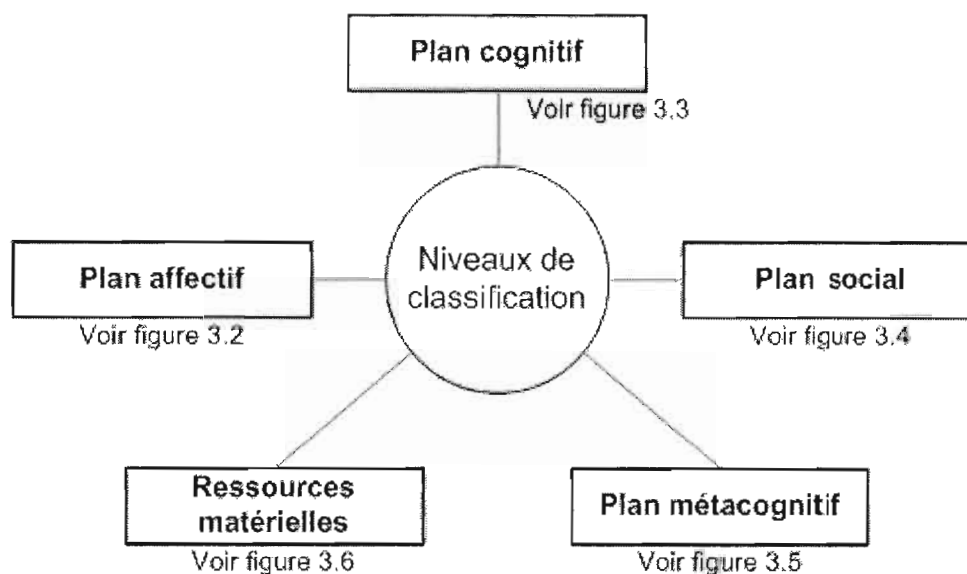 Plan cognitif
Voir figure 3.3
Plan affectif
Voir figure 3.2
Niveaux de
classification
Plan social
Voir figure 3.4
Ressources
matérielles
Voir figure 3.6
Plan métacognitif
Voir figure 3.5